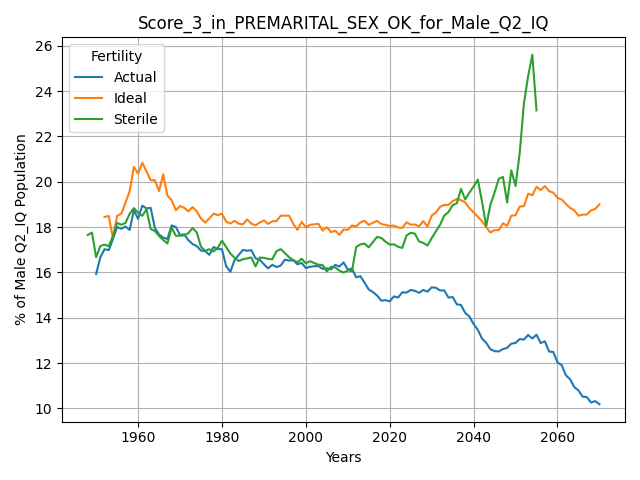 Score_3_in_PREMARITAL_SEX_OK_for_Male_Q2_IQ
Fertility
Actual
Ideal
Sterile
% of Male Q2_IQ Population
26
24
22
20
18
16
14
12
10
1960 1980 2000 2020 2040 2060
Years